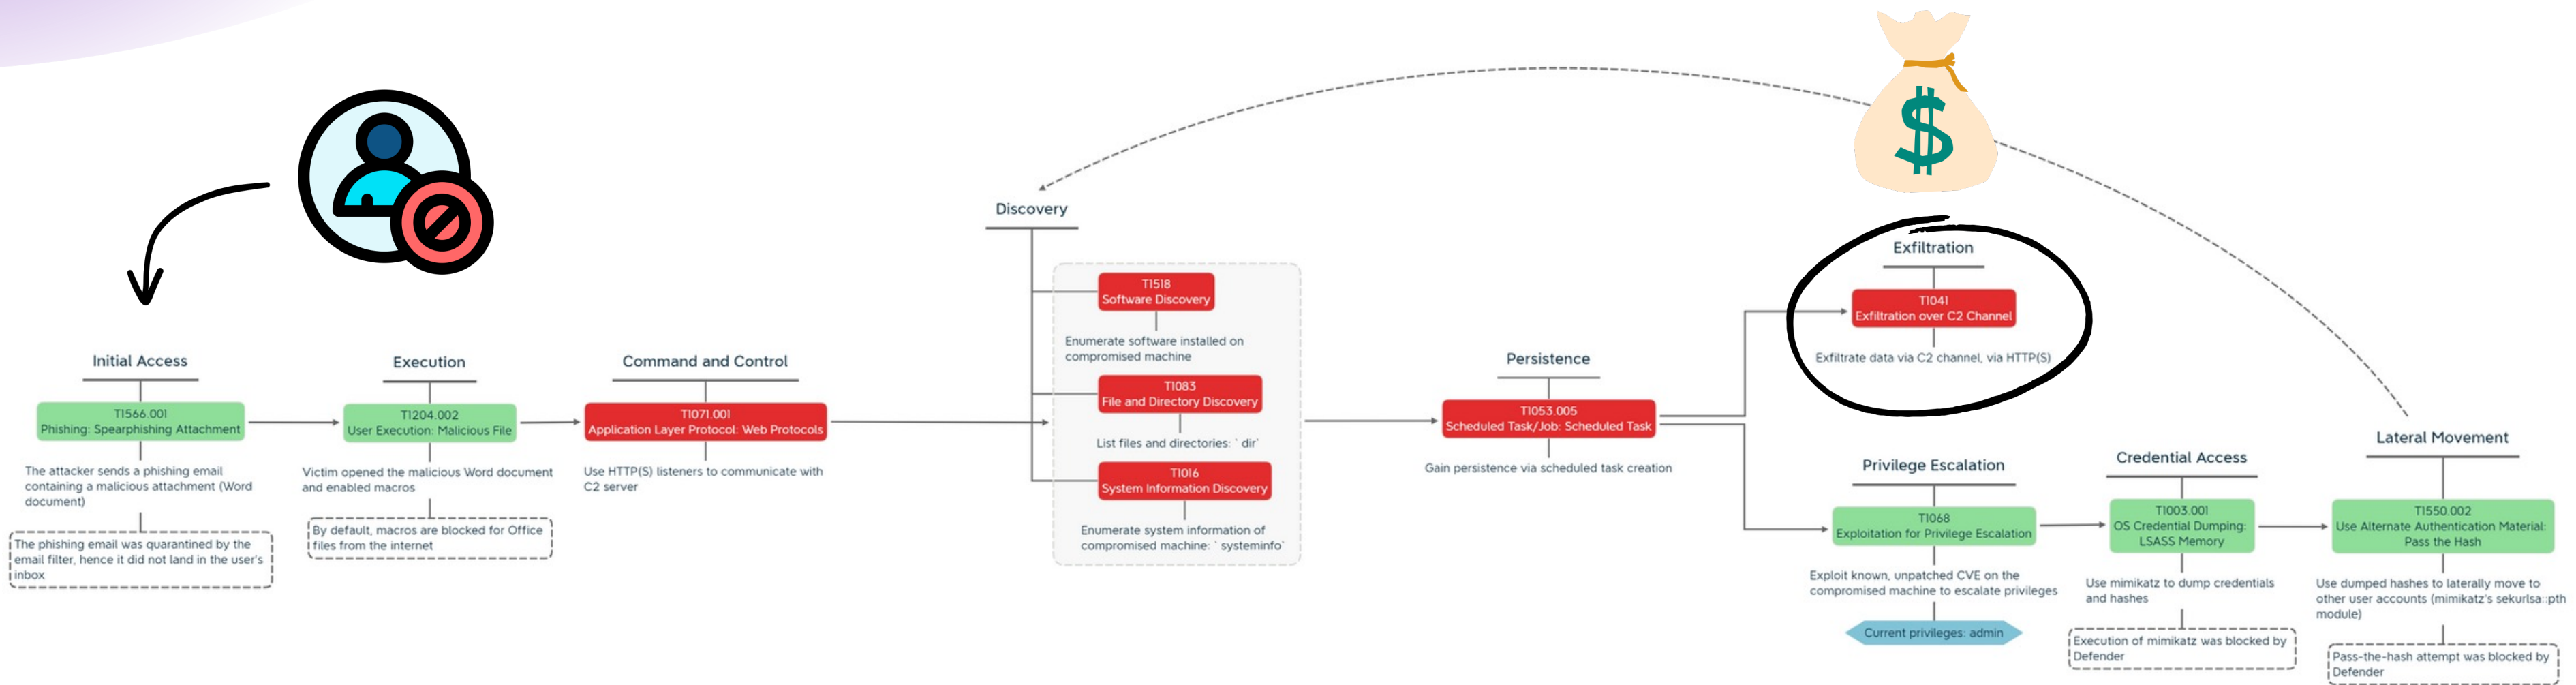 Initial Access
T1566.001
Phishing: Spearphishing Attachment
The attacker sends a phishing email
containing a malicious attachment (Word
document)
The phishing email was quarantined by the
email filter, hence it did not land in the user's
inbox
Execution
T1204.002
User Execution: Malicious File
Victim opened the malicious Word document
and enabled macros
By default, macros are blocked for Office
files from the internet
Command and Control
T1071.001
Application Layer Protocol: Web Protocols
Use HTTP(S) listeners to communicate with
C2 server
Discovery
T1518
Software Discovery
Enumerate software installed on
compromised machine
T1083
File and Directory Discovery
List files and directories: ` dir`
T1016
System Information Discovery
Enumerate system information of
compromised machine: ` systeminfo`
Persistence
T1053.005
Scheduled Task/Job: Scheduled Task
Gain persistence via scheduled task creation
$
Exfiltration
T1041
Exfiltration over C2 Channel
Exfiltrate data via C2 channel, via HTTP(S)
Privilege Escalation
T1068
Exploitation for Privilege Escalation
Exploit known, unpatched CVE on the
compromised machine to escalate privileges
Current privileges: admin
Credential Access
T1003.001
OS Credential Dumping:
LSASS Memory
Use mimikatz to dump credentials
and hashes
Execution of mimikatz was blocked by
Defender
Lateral Movement
T1550.002
Use Alternate Authentication Material:
Pass the Hash
Use dumped hashes to laterally move to
other user accounts (mimikatz's sekurlsa::pth
module)
Pass-the-hash attempt was blocked by
Defender